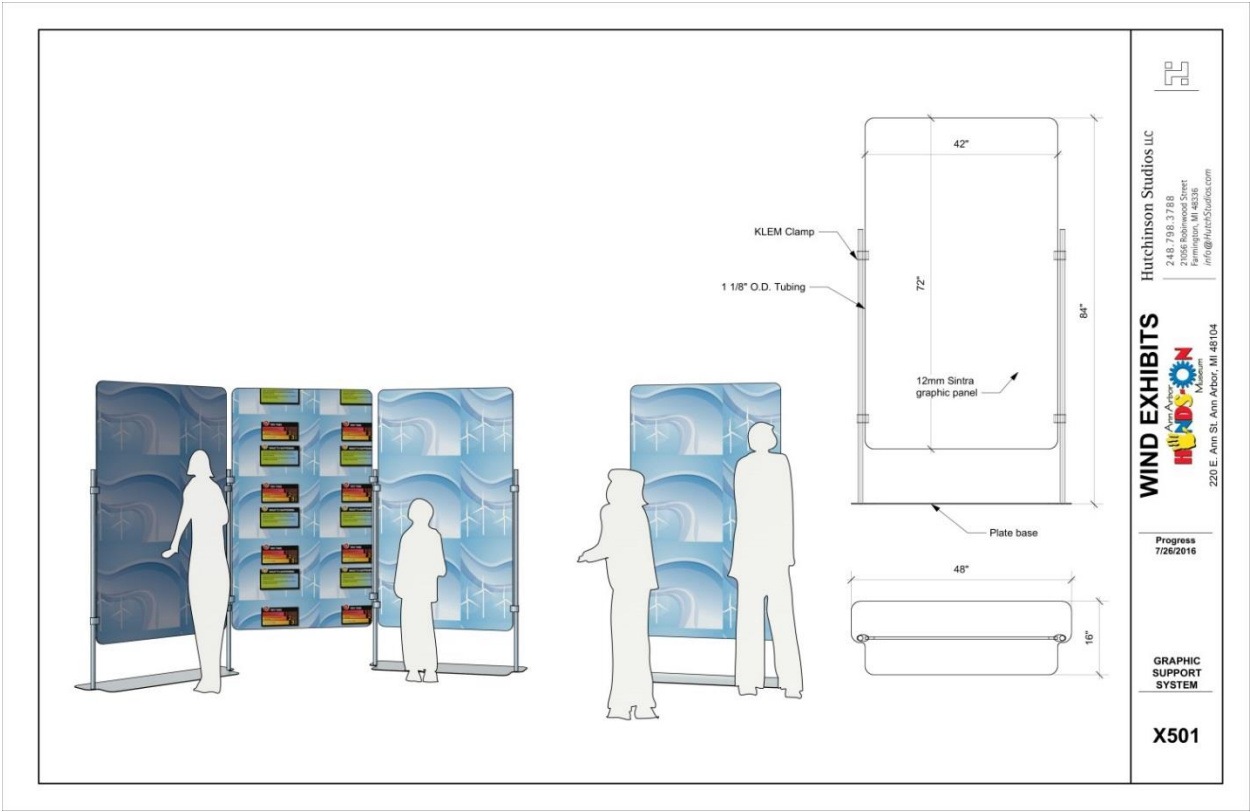 42"
KLEM Clamp
1 1/8" O.D. Tubing
72"
84"
12mm Sintra
graphic panel
Plate base
48"
16"
Hutchinson Studios LLC
248.798.3788
21056 Robinwood Street
Farmington, MI 48336
info@HutchStudios.com
WIND EXHIBITS
Ann Arbor
HANDS-ON
Museum
220 E. Ann St. Ann Arbor, MI 48104
Progress
7/26/2016
GRAPHIC
SUPPORT
SYSTEM
X501